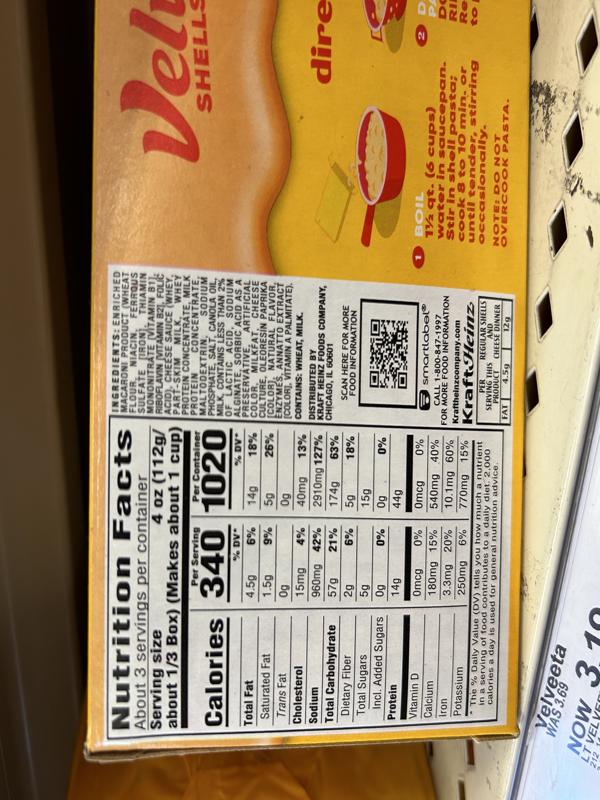 Nutrition Facts
About 3 servings per container
Serving size 4 oz (112g/
about 1/3 Box) (Makes about 1 cup)
Per Serving Per Container
Calories 340 1020
% DV* % DV*
Total Fat 4.5g 6% 14g 18%
Saturated Fat 1.5g 9% 5g 26%
Trans Fat 0g 0g
Cholesterol 15mg 4% 40mg 13%
Sodium 960mg 42% 2910mg 127%
Total Carbohydrate 57g 21% 174g 63%
Dietary Fiber 2g 6% 5g 18%
Total Sugars 5g 15g
Incl. Added Sugars 0g 0% 0g 0%
Protein 14g 44g
Vitamin D 0mcg 0% 0mcg 0%
Calcium 180mg 15% 540mg 40%
Iron 3.3mg 20% 10.1mg 60%
Potassium 250mg 6% 770mg 15%
* The % Daily Value (DV) tells you how much a nutrient
in a serving of food contributes to a daily diet. 2,000
calories a day is used for general nutrition advice.
INGREDIENTS: ENRICHED
MACARONI PRODUCT (WHEAT
FLOUR, NIACIN, FERROUS
SULFATE [IRON], THIAMIN
MONONITRATE [VITAMIN B1],
RIBOFLAVIN [VITAMIN B2], FOLIC
ACID), CHEESE SAUCE (WHEY,
PART-SKIM MILK, WHEY
PROTEIN CONCENTRATE, MILK
PROTEIN CONCENTRATE,
MALTODEXTRIN, SODIUM
PHOSPHATE, CANOLA OIL,
MILK, CONTAINS LESS THAN 2%
OF LACTIC ACID, SODIUM
ALGINATE, SORBIC ACID AS A
PRESERVATIVE, ARTIFICIAL
COLOR, MILKFAT, CHEESE
CULTURE, OLEORESIN PAPRIKA
[COLOR], NATURAL FLAVOR,
ENZYMES, ANNATTO EXTRACT
[COLOR], VITAMIN A PALMITATE).
CONTAINS: WHEAT, MILK.
DISTRIBUTED BY
KRAFT HEINZ FOODS COMPANY,
CHICAGO, IL 60601
SCAN HERE FOR MORE
FOOD INFORMATION
smartlabel®
CALL 1-800-847-1997
FOR MORE FOOD INFORMATION
Kraftheinzcompany.com
KraftHeinz
PER SERVING THIS PRODUCT REGULAR SHELLS AND CHEESE DINNER
FAT 4.5g 12g
Velv
SHELLS
dire
1 BOIL
1½ qt. (6 cups)
water in saucepan.
Stir in shell pasta;
cook 8 to 10 min. or
until tender, stirring
occasionally.
NOTE: DO NOT
OVERCOOK PASTA.
2
Velveeta
WAS 3.69
NOW 3.19